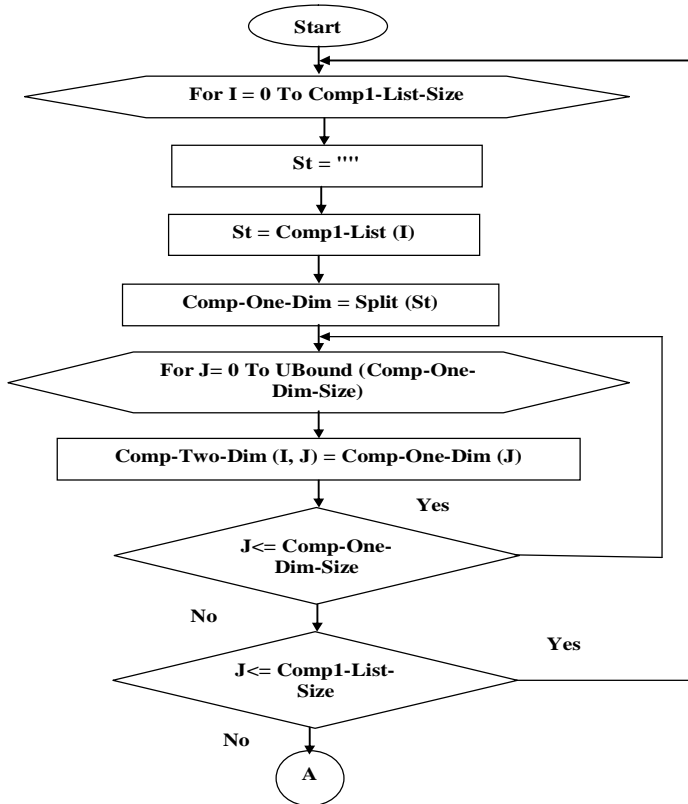 Start
For I = 0 To Comp1-List-Size
St = ""
St = Comp1-List (I)
Comp-One-Dim = Split (St)
For J= 0 To UBound (Comp-One-
Dim-Size)
Comp-Two-Dim (I, J) = Comp-One-Dim (J)
Yes
J<= Comp-One-
Dim-Size
No
Yes
J<= Comp1-List-
Size
No
A